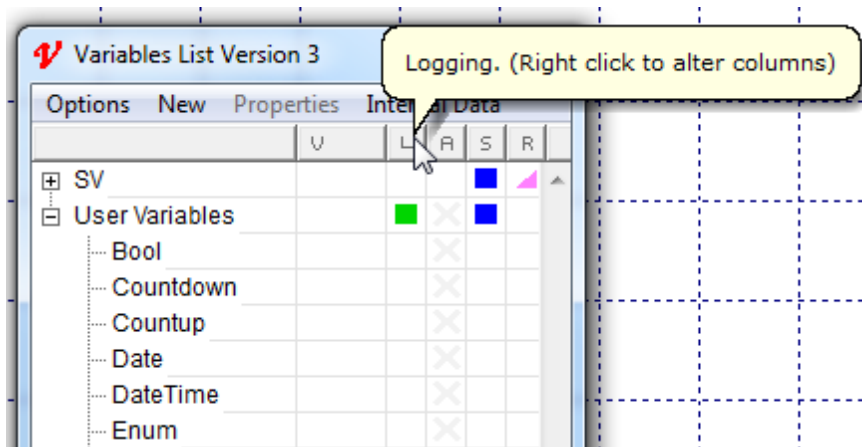 Variables List Version 3
Logging. (Right click to alter columns)
Options New Properties Data
V L A S R
SV
User Variables
Bool
Countdown
Countup
Date
DateTime
Enum